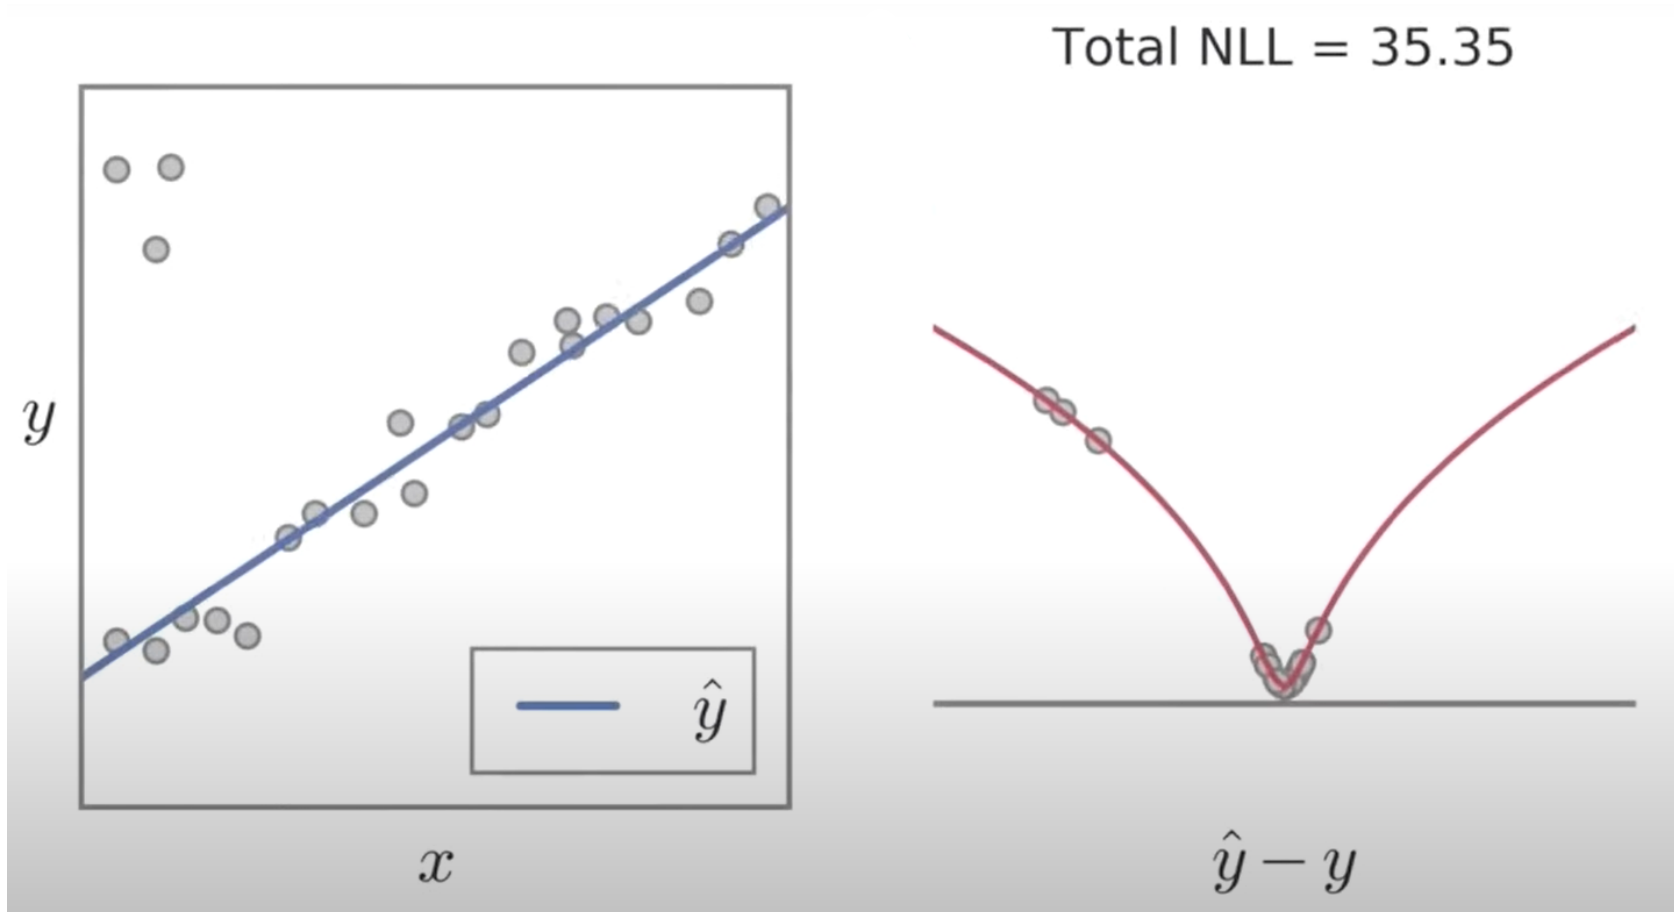 Total NLL = 35.35
y
ŷ
x
ŷ − y